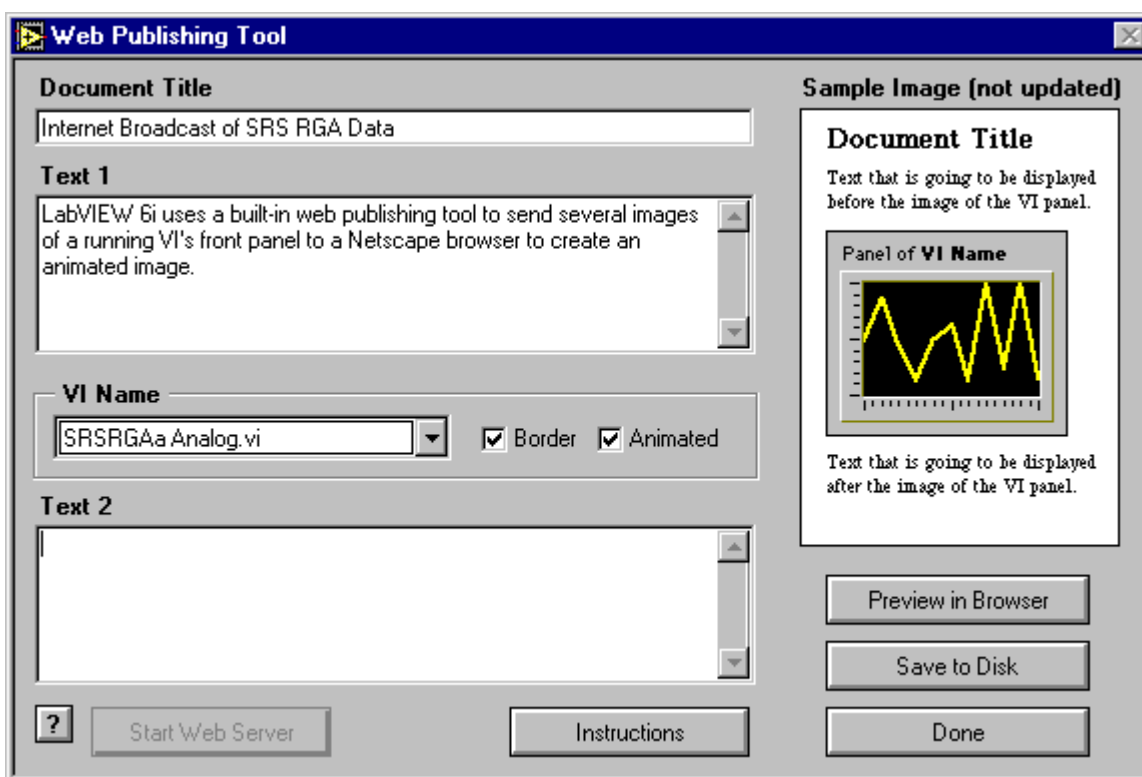 Web Publishing Tool
Document Title
Internet Broadcast of SRS RGA Data
Text 1
LabVIEW 6i uses a built-in web publishing tool to send several images
of a running VI's front panel to a Netscape browser to create an
animated image.
VI Name
SRSRGAa Analog.vi
Border
Animated
Text 2
?
Start Web Server
Instructions
Sample Image (not updated)
Document Title
Text that is going to be displayed
before the image of the VI panel.
Panel of VI Name
Text that is going to be displayed
after the image of the VI panel.
Preview in Browser
Save to Disk
Done